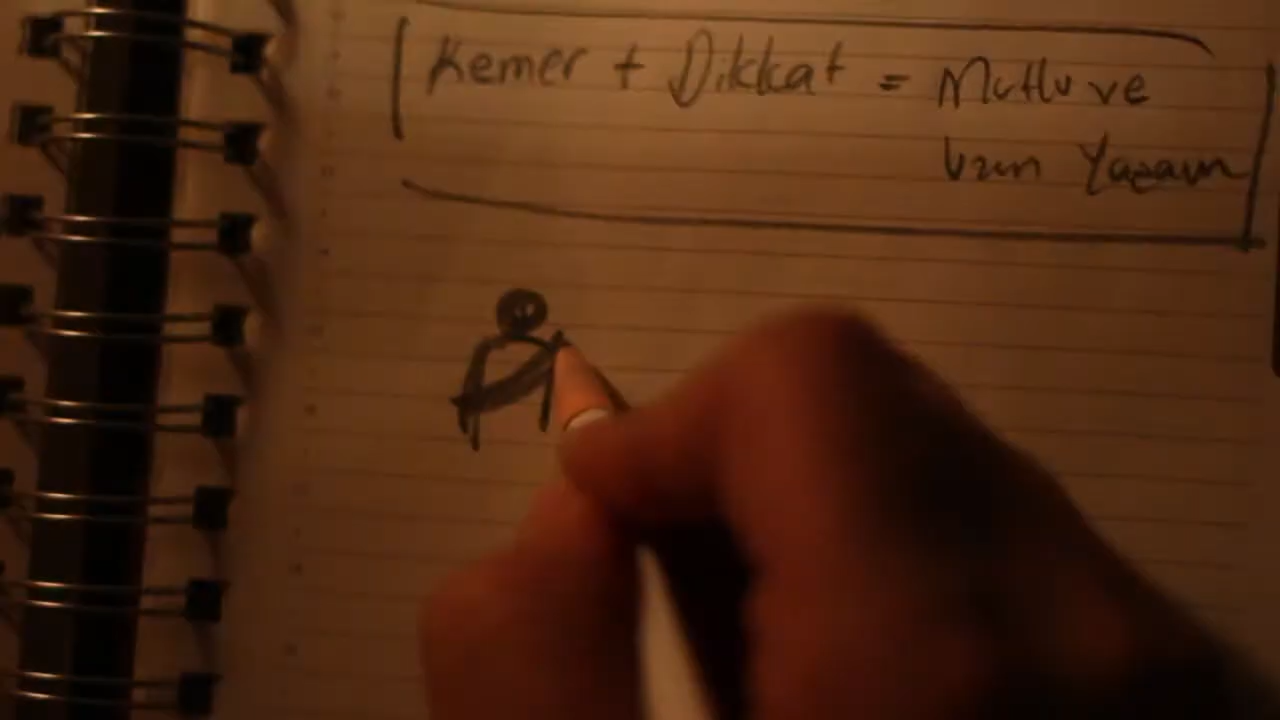 Kemer + Dikkat = Mutlu ve
Uzun Yaşam